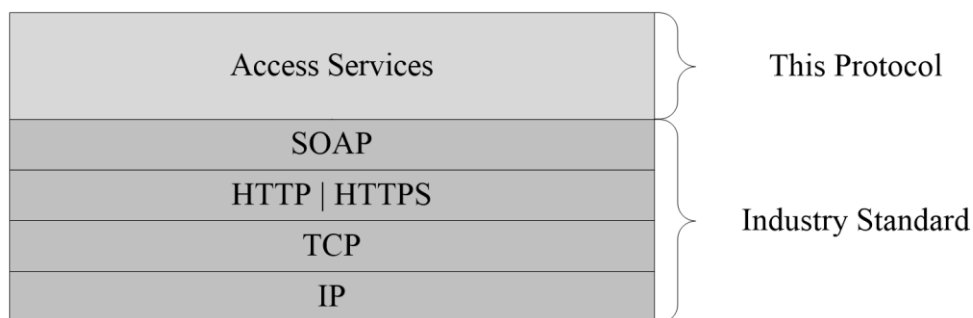 Access Services
This Protocol
SOAP
HTTP | HTTPS
Industry Standard
TCP
IP